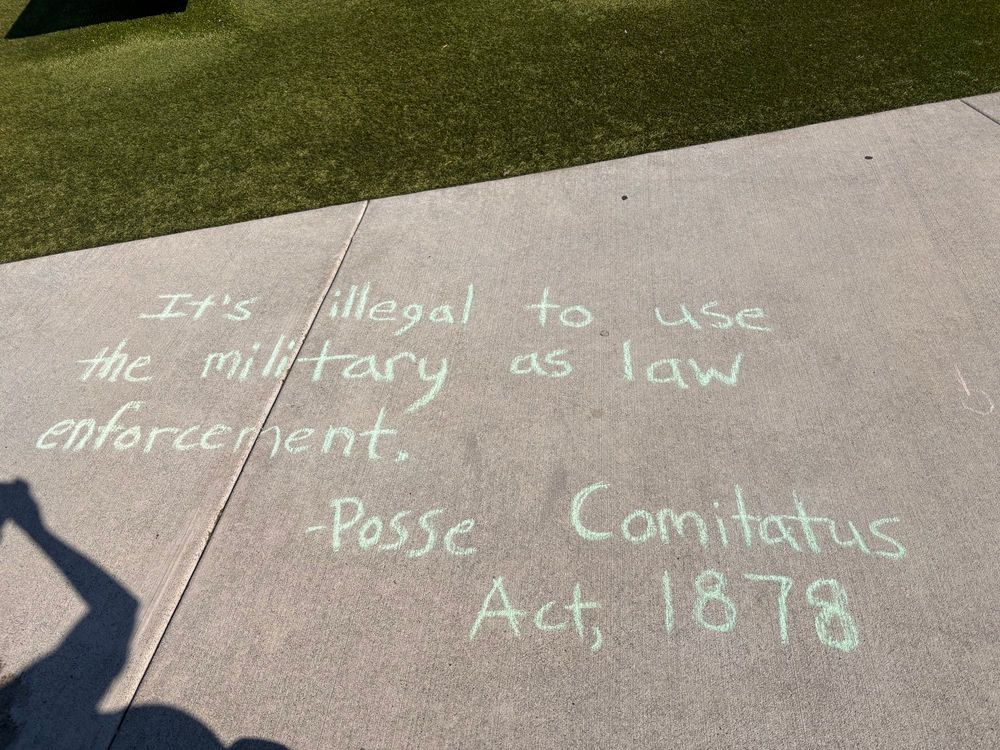 It's illegal to use
the military as law
enforcement.
-Posse Comitatus
Act, 1878